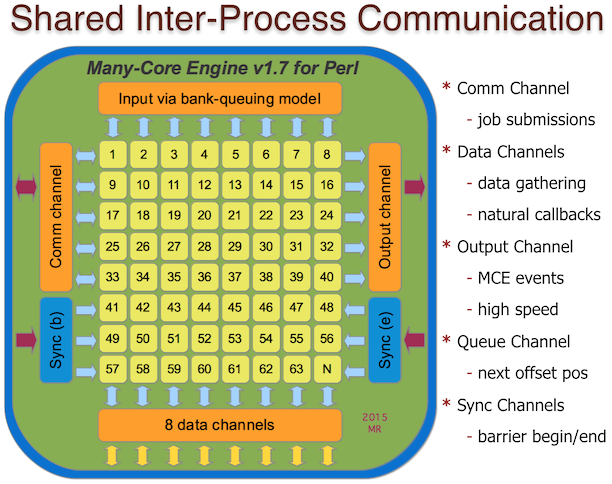 Shared Inter-Process Communication
Many-Core Engine v1.7 for Perl
Input via bank-queuing model
Comm channel
Sync (b)
1 2 3 4 5 6 7 8
9 10 11 12 13 14 15 16
17 18 19 20 21 22 23 24
25 26 27 28 29 30 31 32
33 34 35 36 37 38 39 40
41 42 43 44 45 46 47 48
49 50 51 52 53 54 55 56
57 58 59 60 61 62 63 N
Output channel
Sync (e)
8 data channels
2015
MR
* Comm Channel
- job submissions
* Data Channels
- data gathering
- natural callbacks
* Output Channel
- MCE events
- high speed
* Queue Channel
- next offset pos
* Sync Channels
- barrier begin/end